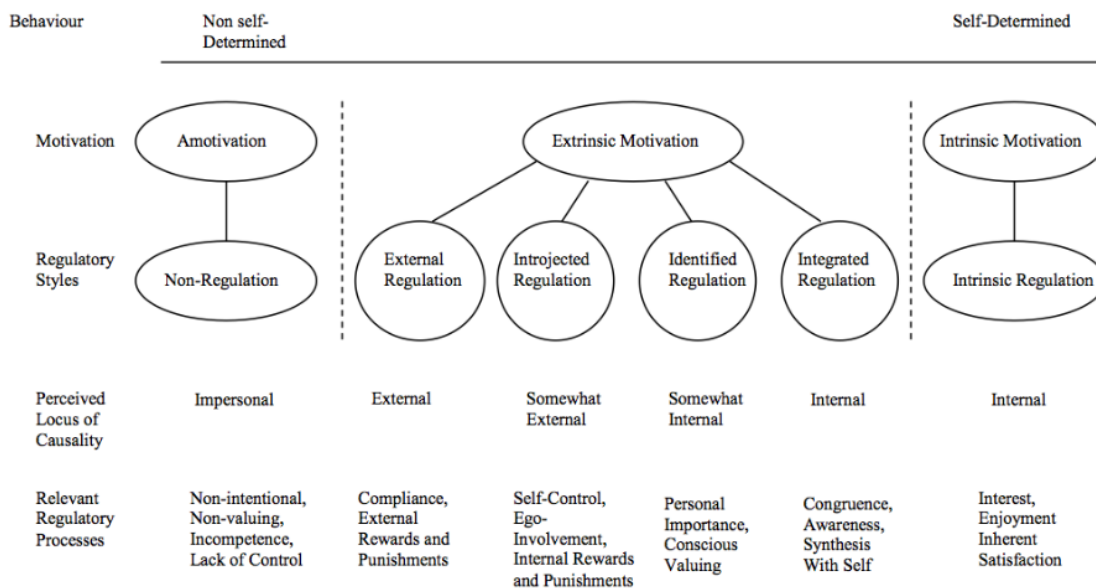 Behaviour
Non self-
Determined
Self-Determined
Motivation
Amotivation
Extrinsic Motivation
Intrinsic Motivation
Regulatory
Styles
Non-Regulation
External
Regulation
Introjected
Regulation
Identified
Regulation
Integrated
Regulation
Intrinsic Regulation
Perceived
Locus of
Causality
Impersonal
External
Somewhat
External
Somewhat
Internal
Internal
Internal
Relevant
Regulatory
Processes
Non-intentional,
Non-valuing,
Incompetence,
Lack of Control
Compliance,
External
Rewards and
Punishments
Self-Control,
Ego-
Involvement,
Internal Rewards
and Punishments
Personal
Importance,
Conscious
Valuing
Congruence,
Awareness,
Synthesis
With Self
Interest,
Enjoyment
Inherent
Satisfaction